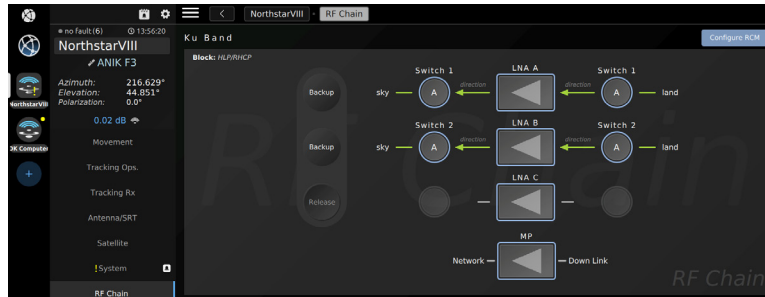 no fault (6) 13:56:20
NorthstarVIII
ANIK F3
Azimuth: 216.629°
Elevation: 44.851°
Polarization: 0.0°
0.02 dB
Movement
Tracking Ops.
Tracking Rx
Antenna/SRT
Satellite
!System
RF Chain
NorthstarVIII
DK Computer
+
NorthstarVIII - RF Chain
Ku Band
Configure RCM
Block: HLP/RHCP
Switch 1 LNA A Switch 1
Backup sky A direction direction A land
Switch 2 LNA B Switch 2
Backup sky A direction direction A land
LNA C
Release
MP
Network Down Link
RF Chain
RF Chain